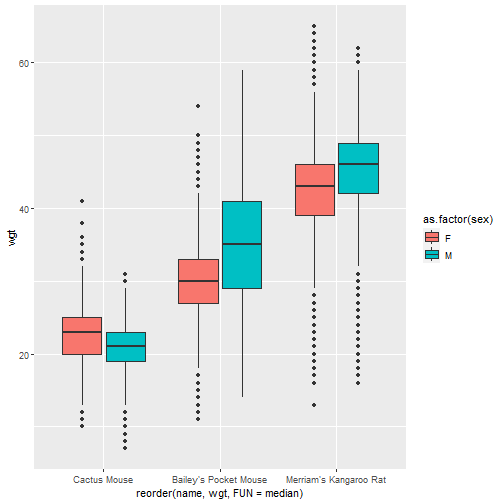 60
40
20
wgt
Cactus Mouse
Bailey's Pocket Mouse
Merriam's Kangaroo Rat
reorder(name, wgt, FUN = median)
as.factor(sex)
F
M